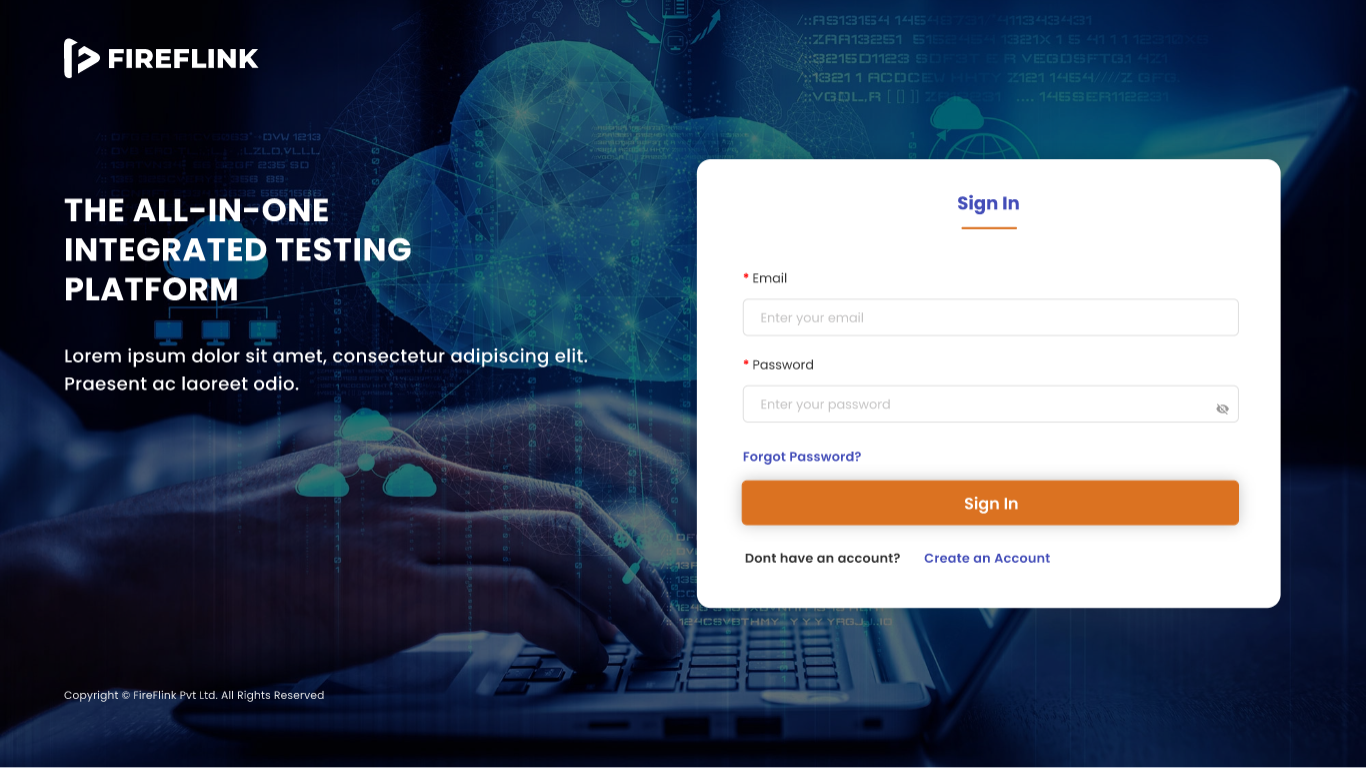 FIREFLINK
THE ALL-IN-ONE
INTEGRATED TESTING
PLATFORM
Lorem ipsum dolor sit amet, consectetur adipiscing elit.
Praesent ac laoreet odio.
Copyright © FireFlink Pvt Ltd. All Rights Reserved
Sign In
* Email
Enter your email
* Password
Enter your password
Forgot Password?
Sign In
Dont have an account? Create an Account